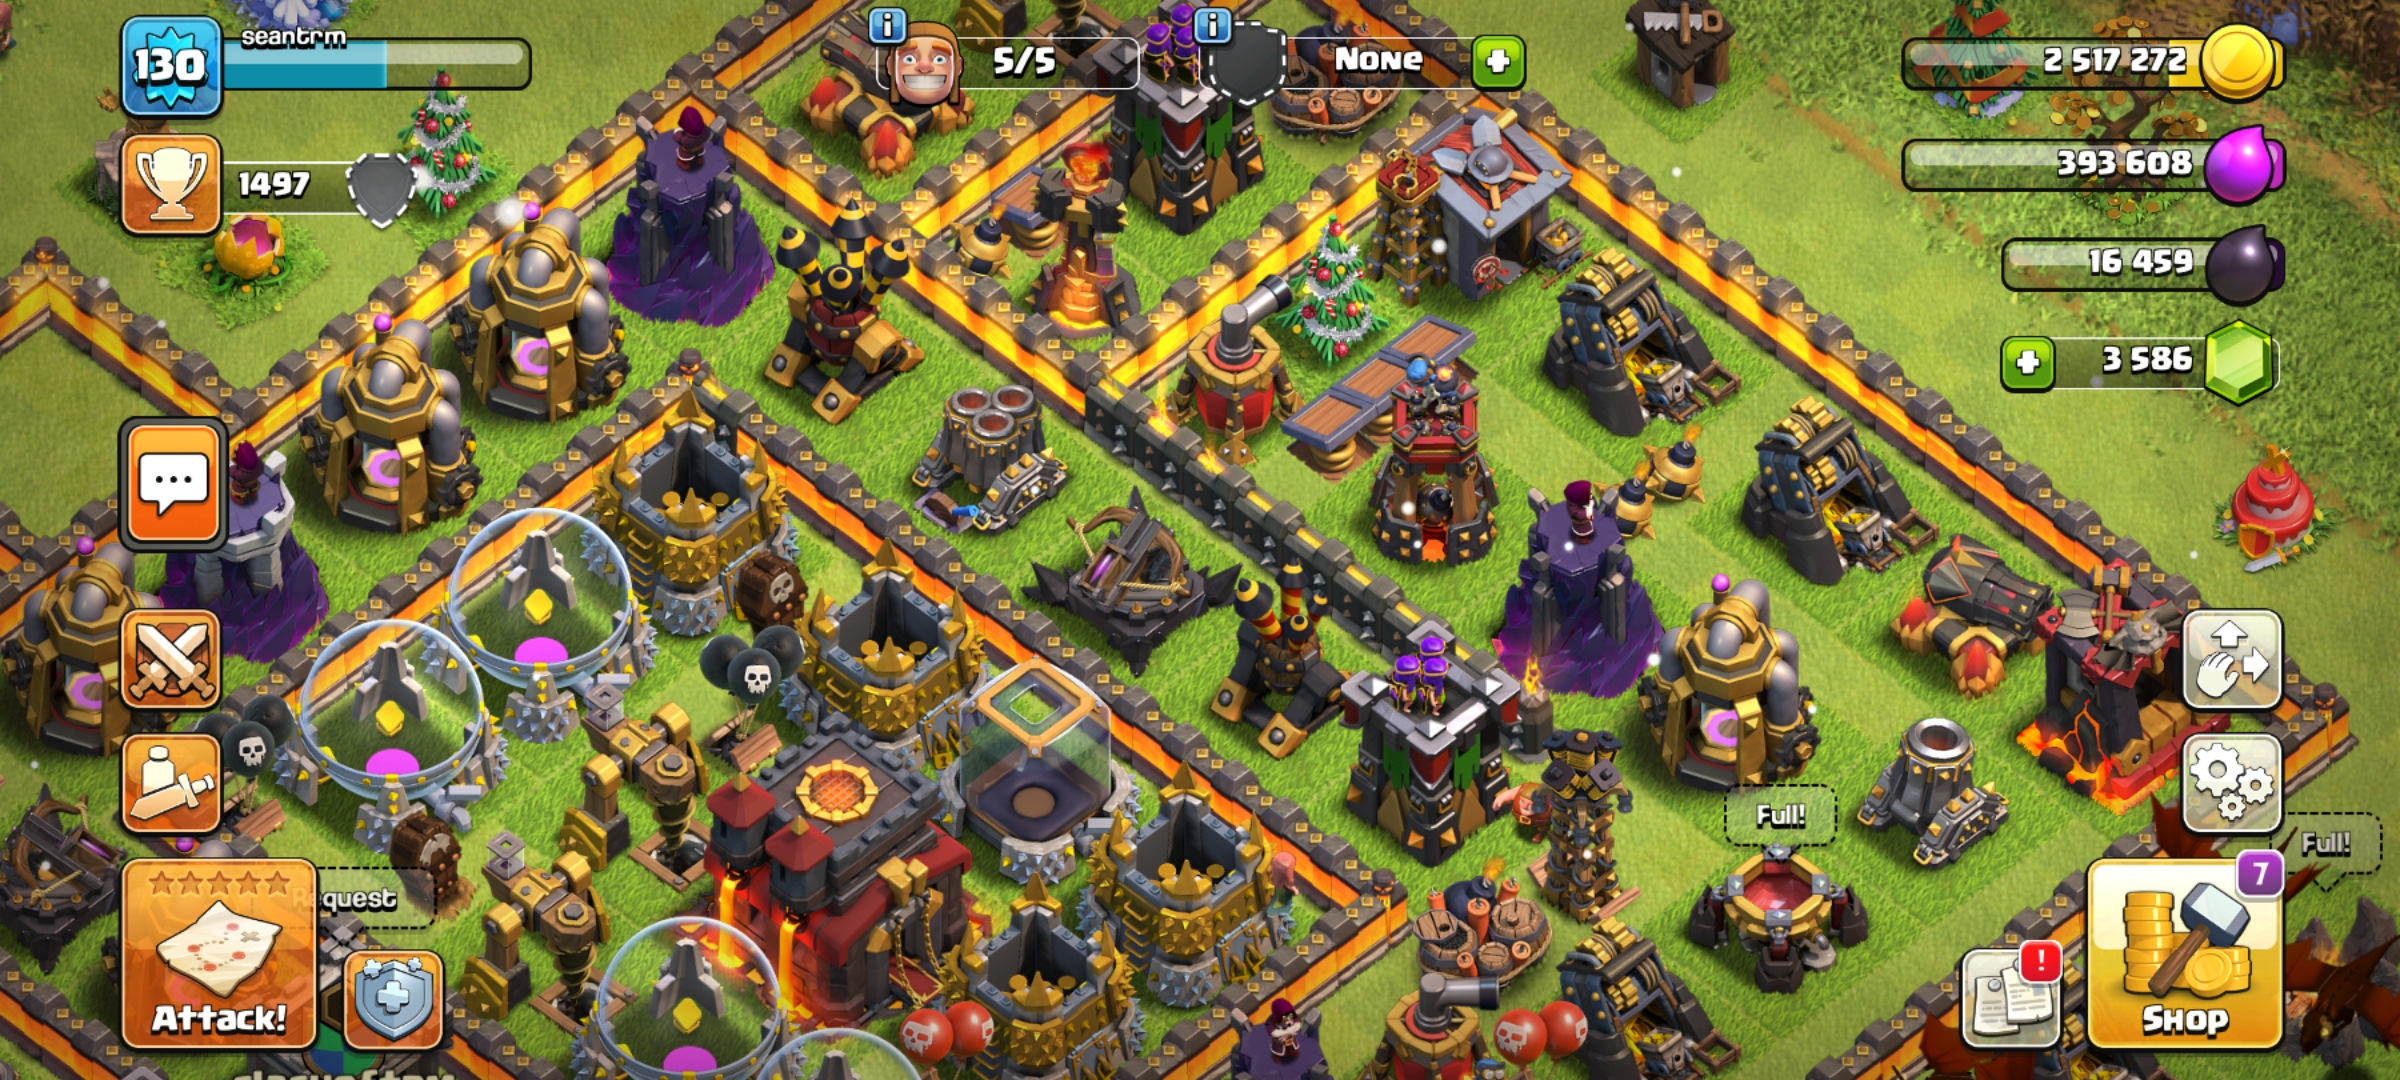 130
seantrm
5/5
None
2 517 272
1497
393 608
16 459
3 586
Full!
Full!
Request
7
Attack!
Shop